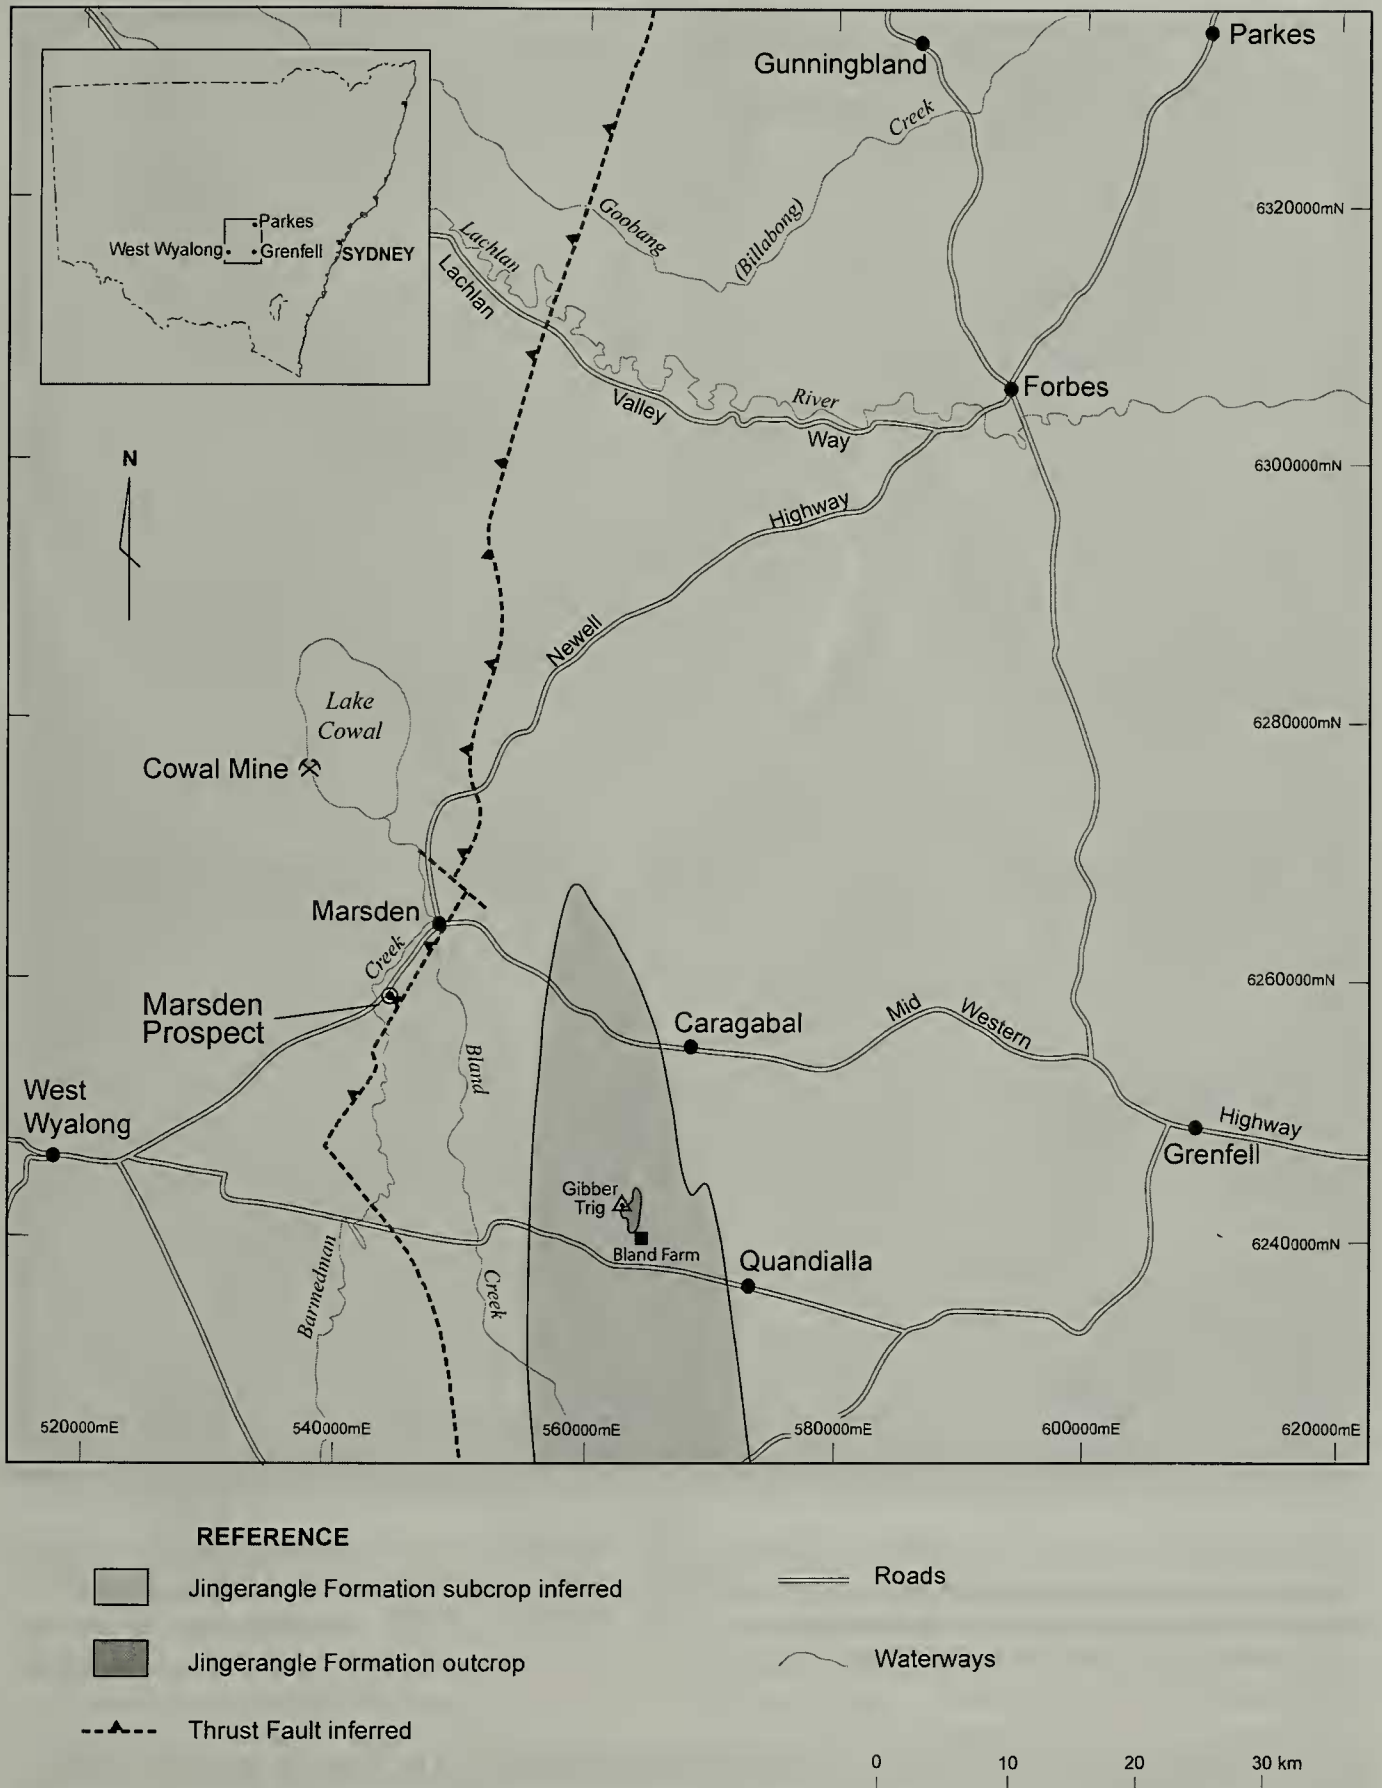 Parkes
Gunningbland
Creek
Parkes
West Wyalong
Grenfell
SYDNEY
6320000mN
Goobang
(Billabong)
Lachlan
Lachlan
Forbes
River
Valley
Way
N
6300000mN
Highway
Newell
Lake
Cowal
6280000mN
Cowal Mine
Marsden
Creek
6260000mN
Marsden
Prospect
Caragabal
Mid
Western
Bland
West
Wyalong
Highway
Grenfell
Gibber
Trig
Bland Farm
6240000mN
Quandialla
Barmedman
Creek
520000mE
540000mE
560000mE
580000mE
600000mE
620000mE
REFERENCE
Jingerangle Formation subcrop inferred
Roads
Jingerangle Formation outcrop
Waterways
Thrust Fault inferred
0 10 20 30 km